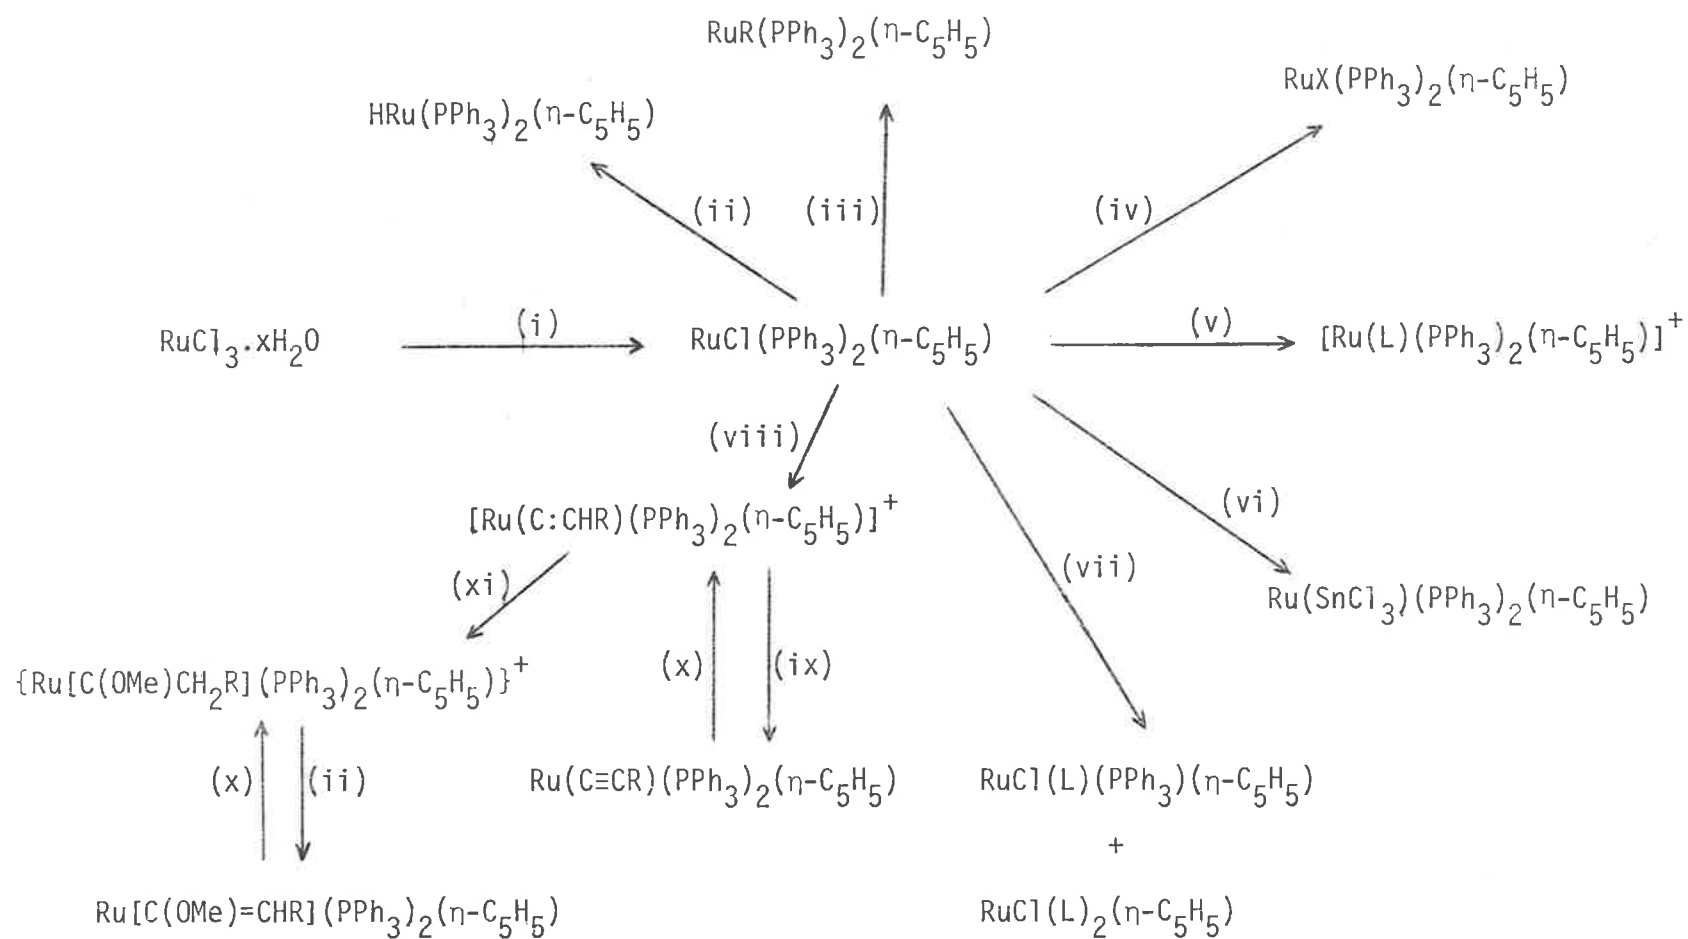 RuR(PPh₃)₂(η-C₅H₅)
RuX(PPh₃)₂(η-C₅H₅)
HRu(PPh₃)₂(η-C₅H₅)
(ii)
(iii)
(iv)
RuCl₃.xH₂O
(i)
RuCl(PPh₃)₂(η-C₅H₅)
(v)
[Ru(L)(PPh₃)₂(η-C₅H₅)]⁺
(viii)
[Ru(C:CHR)(PPh₃)₂(η-C₅H₅)]⁺
(vi)
(vii)
(xi)
Ru(SnCl₃)(PPh₃)₂(η-C₅H₅)
(x)
(ix)
{Ru[C(OMe)CH₂R](PPh₃)₂(η-C₅H₅)}⁺
(x)
(ii)
Ru(C≡CR)(PPh₃)₂(η-C₅H₅)
RuCl(L)(PPh₃)(η-C₅H₅)
+
Ru[C(OMe)=CHR](PPh₃)₂(η-C₅H₅)
RuCl(L)₂(η-C₅H₅)